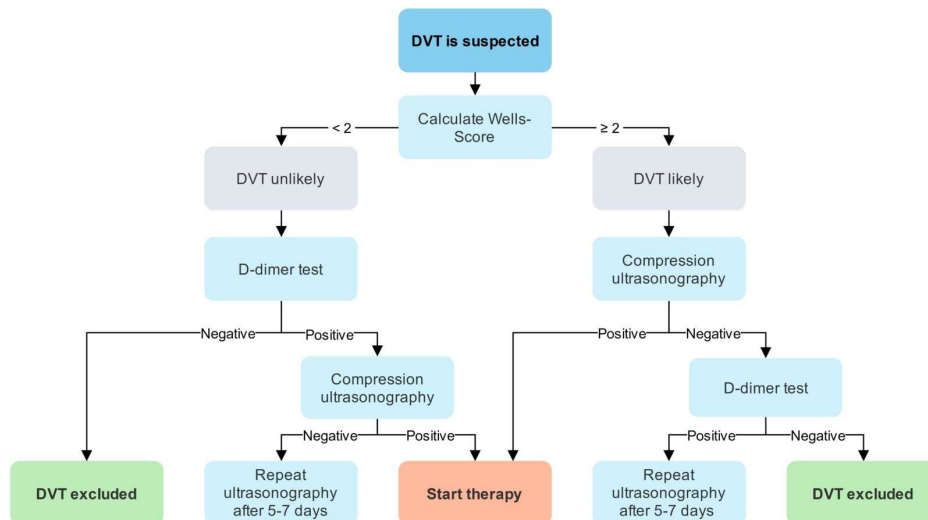 DVT is suspected
Calculate Wells-
Score
< 2
≥ 2
DVT unlikely
DVT likely
D-dimer test
Compression
ultrasonography
Negative
Positive
Positive
Negative
Compression
ultrasonography
D-dimer test
Negative
Positive
Positive
Negative
DVT excluded
Repeat
ultrasonography
after 5-7 days
Start therapy
Repeat
ultrasonography
after 5-7 days
DVT excluded